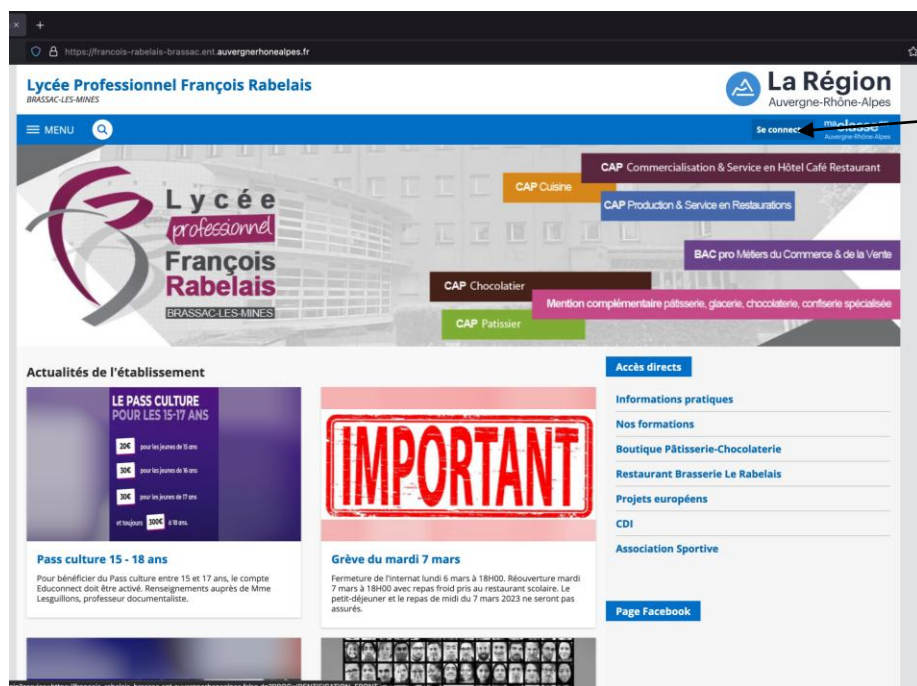 × +
https://francois-rabelais-brassac.ent.auvergnerhonealpes.fr
Lycée Professionnel François Rabelais
BRASSAC-LES-MINES
La Région
Auvergne-Rhône-Alpes
MENU
Se connect
Auvergne-Rhône-Alpes
Lycée
professionnel
François
Rabelais
BRASSAC-LES-MINES
CAP Commercialisation & Service en Hôtel Café Restaurant
CAP Cuisine
CAP Production & Service en Restaurations
BAC pro Métiers du Commerce & de la Vente
CAP Chocolatier
Mention complémentaire pâtisserie, glacerie, chocolaterie, confiserie spécialisée
CAP Patissier
Actualités de l'établissement
LE PASS CULTURE
POUR LES 15-17 ANS
20€ pour les jeunes de 15 ans
30€ pour les jeunes de 16 ans
30€ pour les jeunes de 17 ans
et toujours 300€ à 18 ans.
Pass culture 15 - 18 ans
Pour bénéficier du Pass culture entre 15 et 17 ans, le compte
Educonnect doit être activé. Renseignements auprès de Mme
Lesguillons, professeur documentaliste.
IMPORTANT
Grève du mardi 7 mars
Fermeture de l'internat lundi 6 mars à 18H00. Réouverture mardi
7 mars à 18H00 avec repas froid pris au restaurant scolaire. Le
petit-déjeuner et le repas de midi du 7 mars 2023 ne seront pas
assurés.
Accès directs
Informations pratiques
Nos formations
Boutique Pâtisserie-Chocolaterie
Restaurant Brasserie Le Rabelais
Projets européens
CDI
Association Sportive
Page Facebook